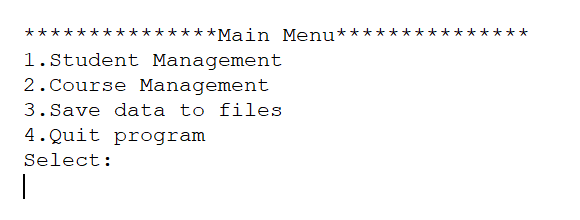 ***************Main Menu***************
1.Student Management
2.Course Management
3.Save data to files
4.Quit program
Select: